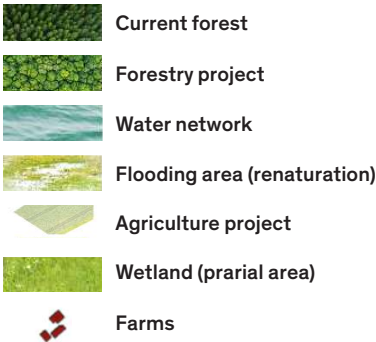 Current forest
Forestry project
Water network
Flooding area (renaturation)
Agriculture project
Wetland (prarial area)
Farms